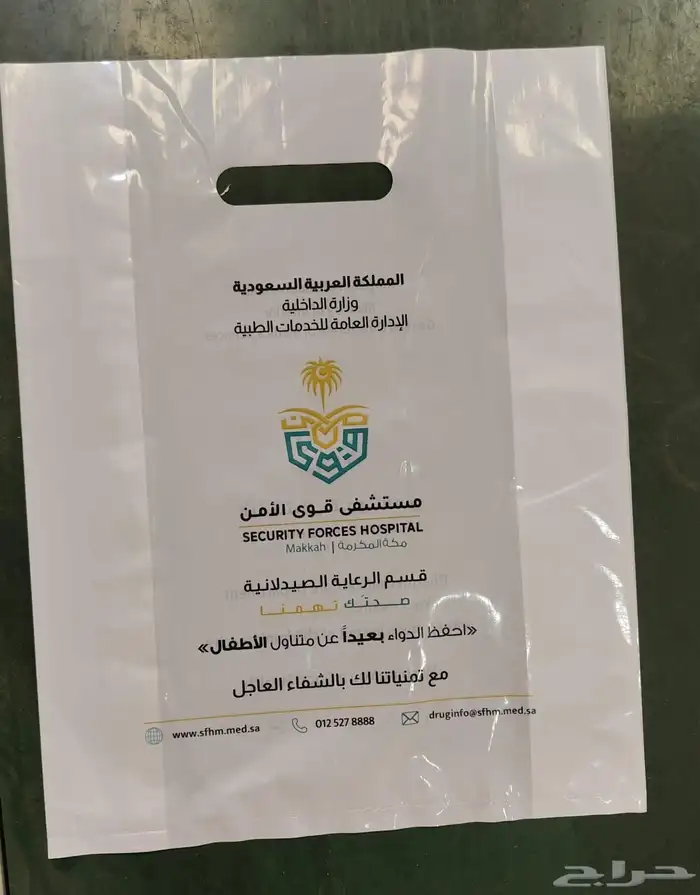 المملكة العربية السعودية
وزارة الداخلية
الإدارة العامة للخدمات الطبية
مستشفى قوى الأمن
SECURITY FORCES HOSPITAL
Makkah | مكة المكرمة
قسم الرعاية الصيدلانية
صحتك تهمنا
«احفظ الدواء بعيداً عن متناول الأطفال»
مع تمنياتنا لك بالشفاء العاجل
www.sfhm.med.sa 012 527 8888 druginfo@sfhm.med.sa
حراج